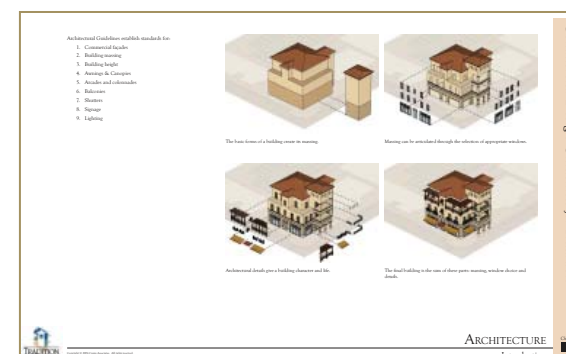 Architectural Guidelines establish standards for:
1. Commercial façades
2. Building massing
3. Building height
4. Awnings & Canopies
5. Arcades and colonnades
6. Balconies
7. Shutters
8. Signage
9. Lighting
The basic forms of a building create its massing.
Massing can be articulated through the selection of appropriate windows.
Architectural details give a building character and life.
The final building is the sum of these parts: massing, window choice and
details.
ARCHITECTURE
TRADITION